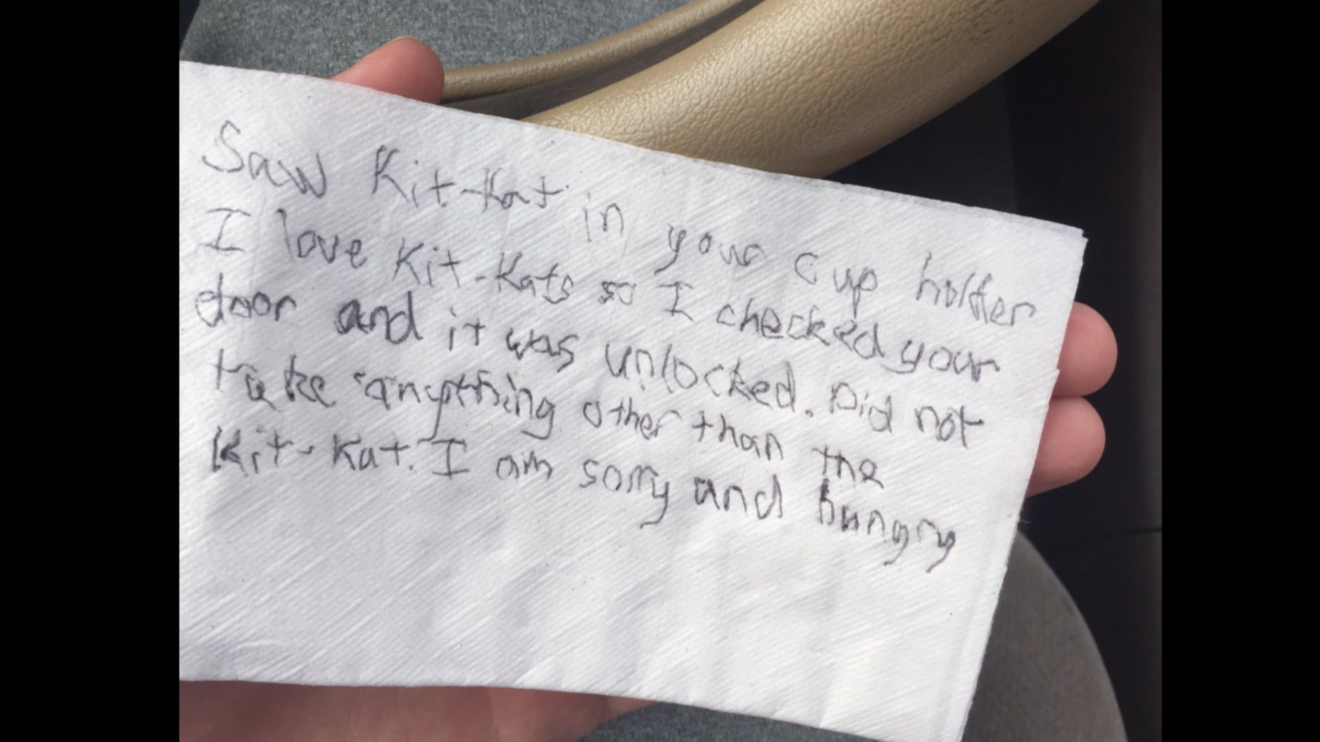 Saw Kit-Kat in your cup holder
I love Kit-Kats so I checked your
door and it was unlocked. Did not
take anything other than the
Kit-Kat. I am sorry and hungry